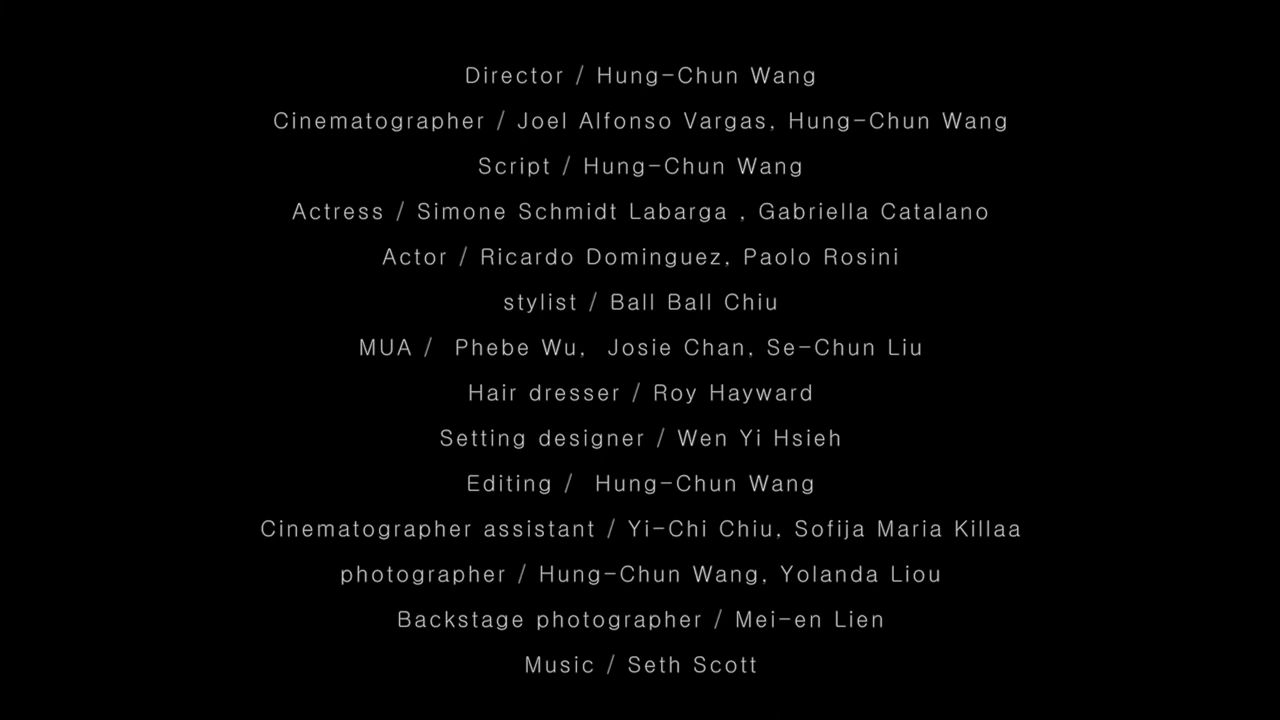 Director / Hung-Chun Wang
Cinematographer / Joel Alfonso Vargas, Hung-Chun Wang
Script / Hung-Chun Wang
Actress / Simone Schmidt Labarga , Gabriella Catalano
Actor / Ricardo Dominguez, Paolo Rosini
stylist / Ball Ball Chiu
MUA /  Phebe Wu,  Josie Chan, Se-Chun Liu
Hair dresser / Roy Hayward
Setting designer / Wen Yi Hsieh
Editing /  Hung-Chun Wang
Cinematographer assistant / Yi-Chi Chiu, Sofija Maria Killaa
photographer / Hung-Chun Wang, Yolanda Liou
Backstage photographer / Mei-en Lien
Music / Seth Scott